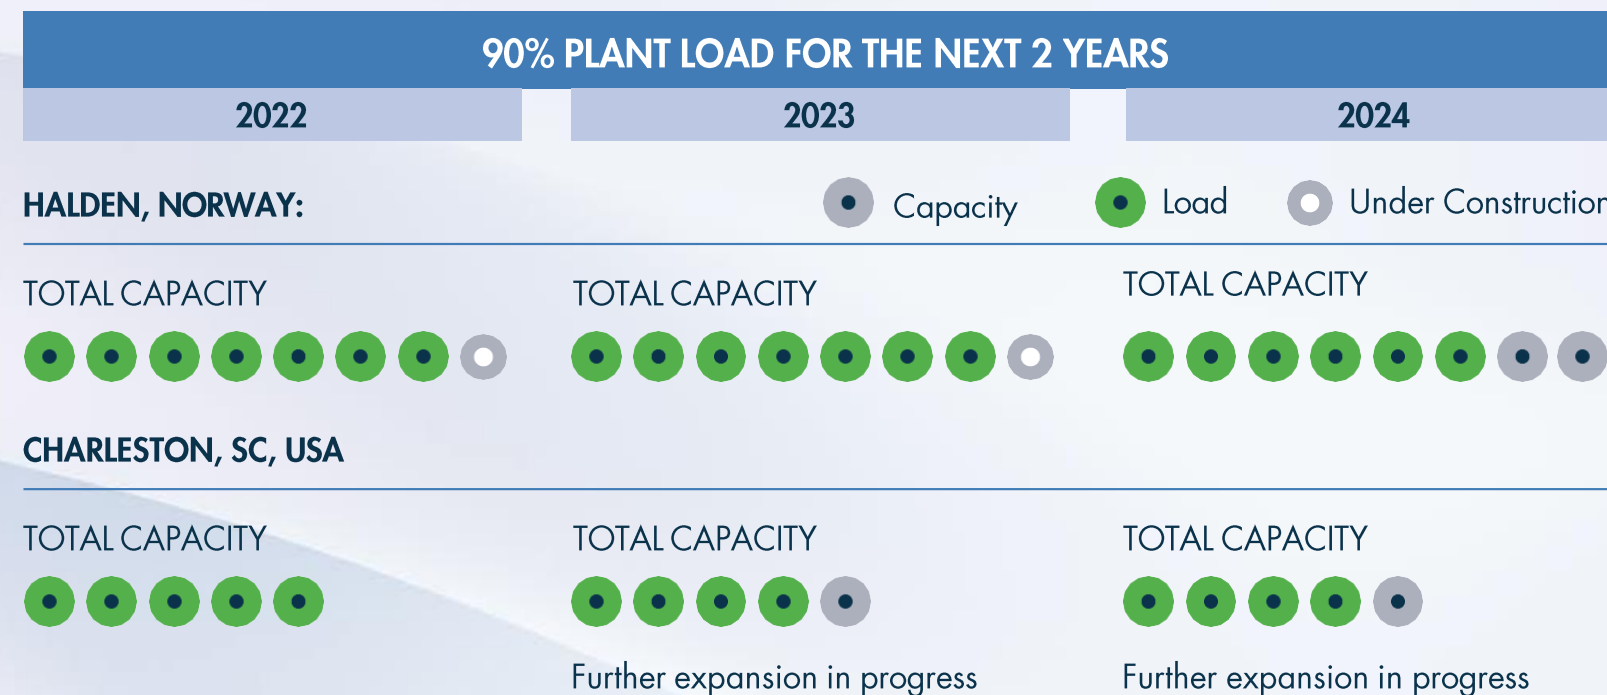 90% PLANT LOAD FOR THE NEXT 2 YEARS
2022 2023 2024
HALDEN, NORWAY: Capacity Load Under Construction
TOTAL CAPACITY TOTAL CAPACITY TOTAL CAPACITY
CHARLESTON, SC, USA
TOTAL CAPACITY TOTAL CAPACITY TOTAL CAPACITY
Further expansion in progress Further expansion in progress